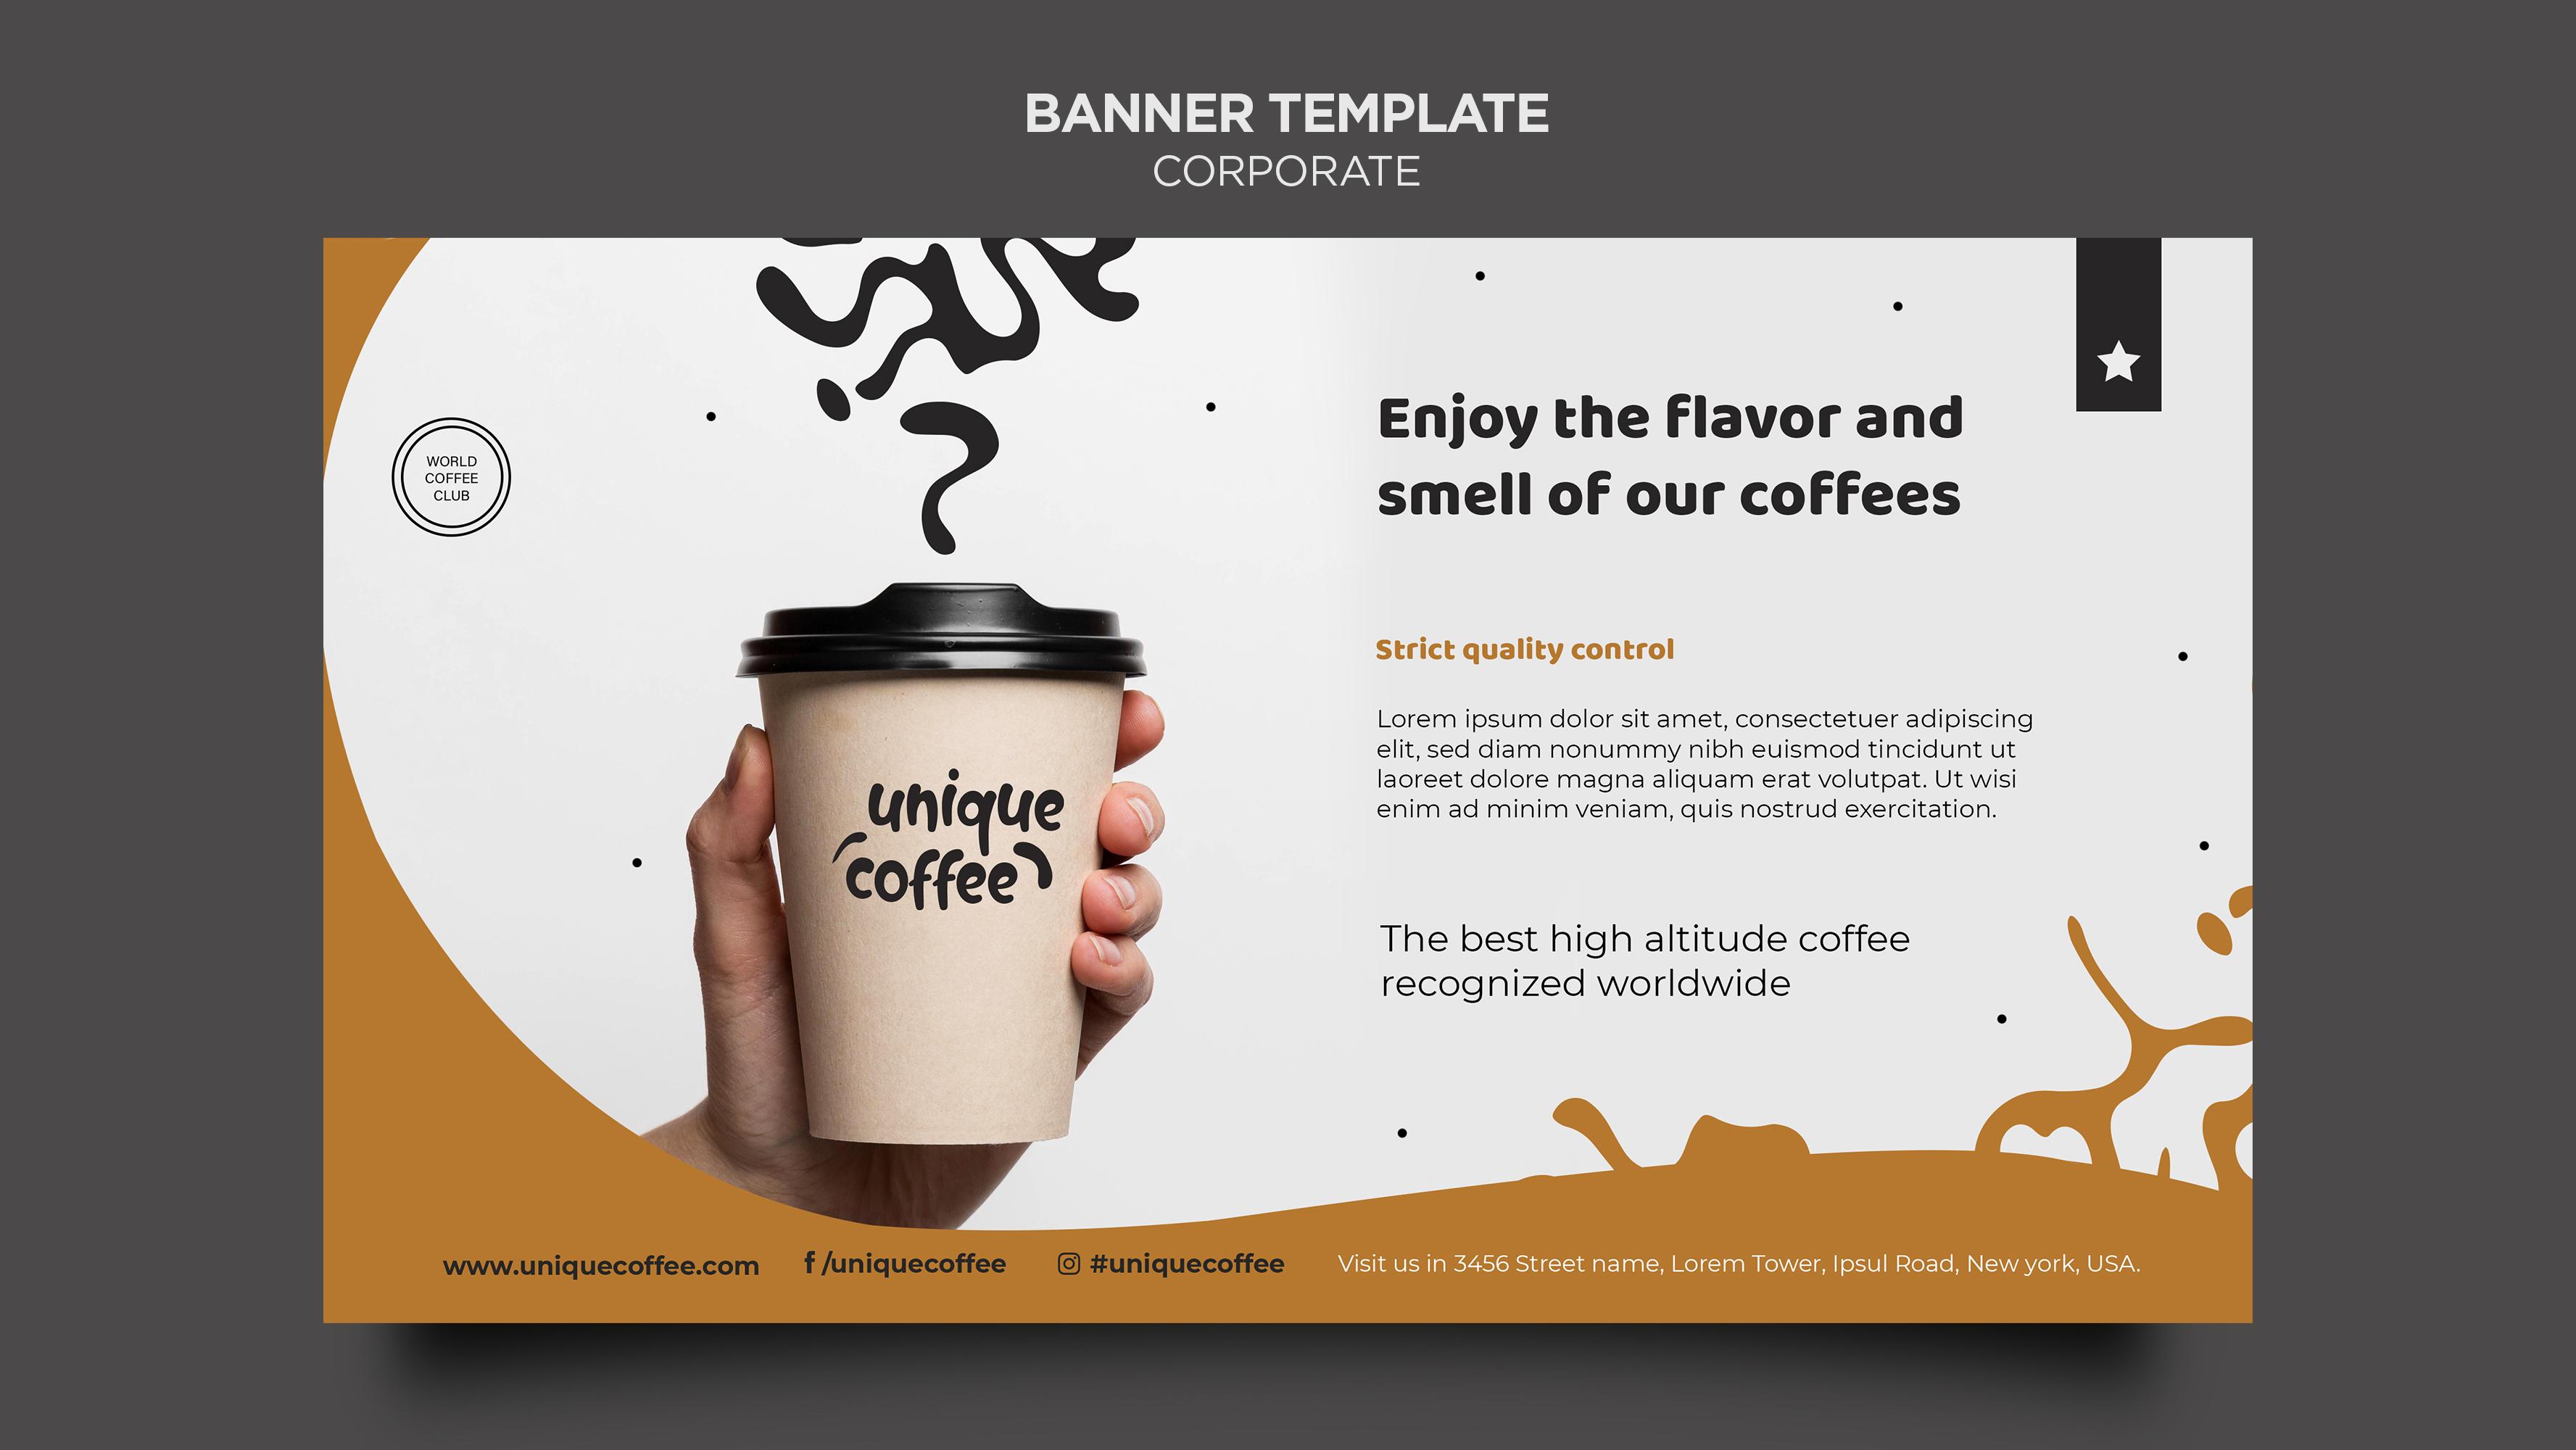 BANNER TEMPLATE
CORPORATE
WORLD
COFFEE
CLUB
unique
coffee
Enjoy the flavor and
smell of our coffees
Strict quality control
Lorem ipsum dolor sit amet, consectetuer adipiscing
elit, sed diam nonummy nibh euismod tincidunt ut
laoreet dolore magna aliquam erat volutpat. Ut wisi
enim ad minim veniam, quis nostrud exercitation.
The best high altitude coffee
recognized worldwide
www.uniquecoffee.com f /uniquecoffee #uniquecoffee Visit us in 3456 Street name, Lorem Tower, Ipsul Road, New york, USA.